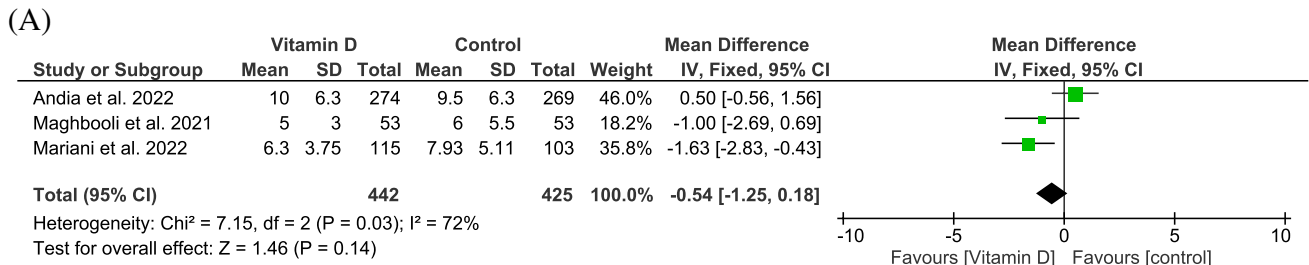 (A)
Vitamin D Control Mean Difference Mean Difference
Study or Subgroup Mean SD Total Mean SD Total Weight IV, Fixed, 95% CI IV, Fixed, 95% CI
Andia et al. 2022 10 6.3 274 9.5 6.3 269 46.0% 0.50 [-0.56, 1.56]
Maghbooli et al. 2021 5 3 53 6 5.5 53 18.2% -1.00 [-2.69, 0.69]
Mariani et al. 2022 6.3 3.75 115 7.93 5.11 103 35.8% -1.63 [-2.83, -0.43]
Total (95% CI) 442 425 100.0% -0.54 [-1.25, 0.18]
Heterogeneity: Chi² = 7.15, df = 2 (P = 0.03); I² = 72%
Test for overall effect: Z = 1.46 (P = 0.14)
-10 -5 0 5 10
Favours [Vitamin D] Favours [control]